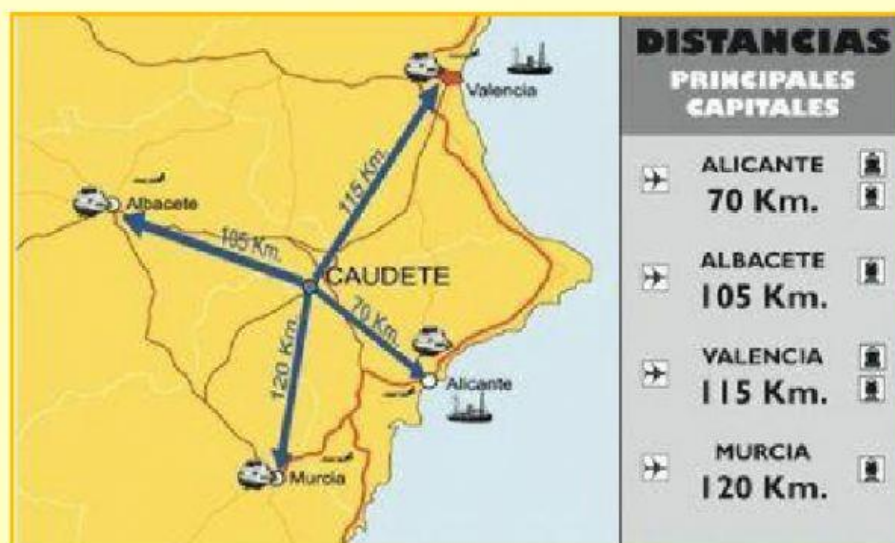 Valencia
115 Km.
Albacete
105 Km.
CAUDETE
70 Km.
120 Km.
Alicante
Murcia
DISTANCIAS
PRINCIPALES
CAPITALES
ALICANTE
70 Km.
ALBACETE
105 Km.
VALENCIA
115 Km.
MURCIA
120 Km.